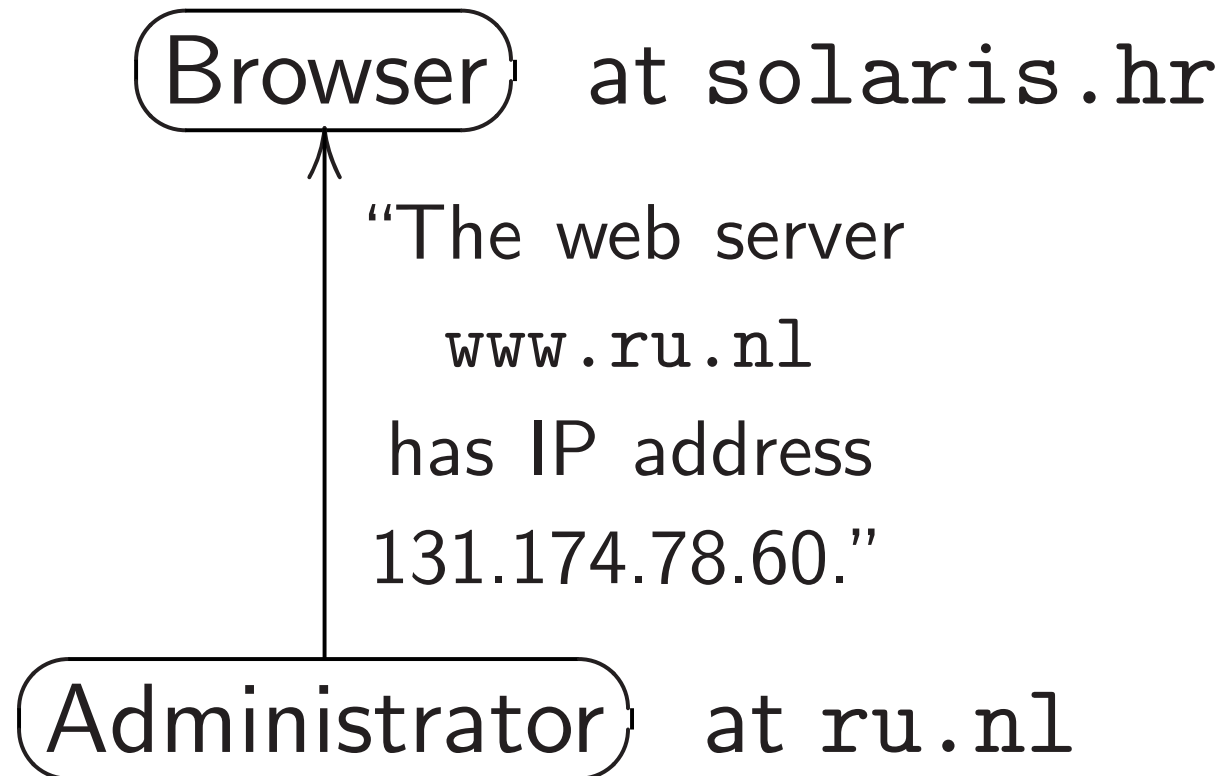 Browser at solaris.hr
“The web server
www.ru.nl
has IP address
131.174.78.60.”
Administrator at ru.nl